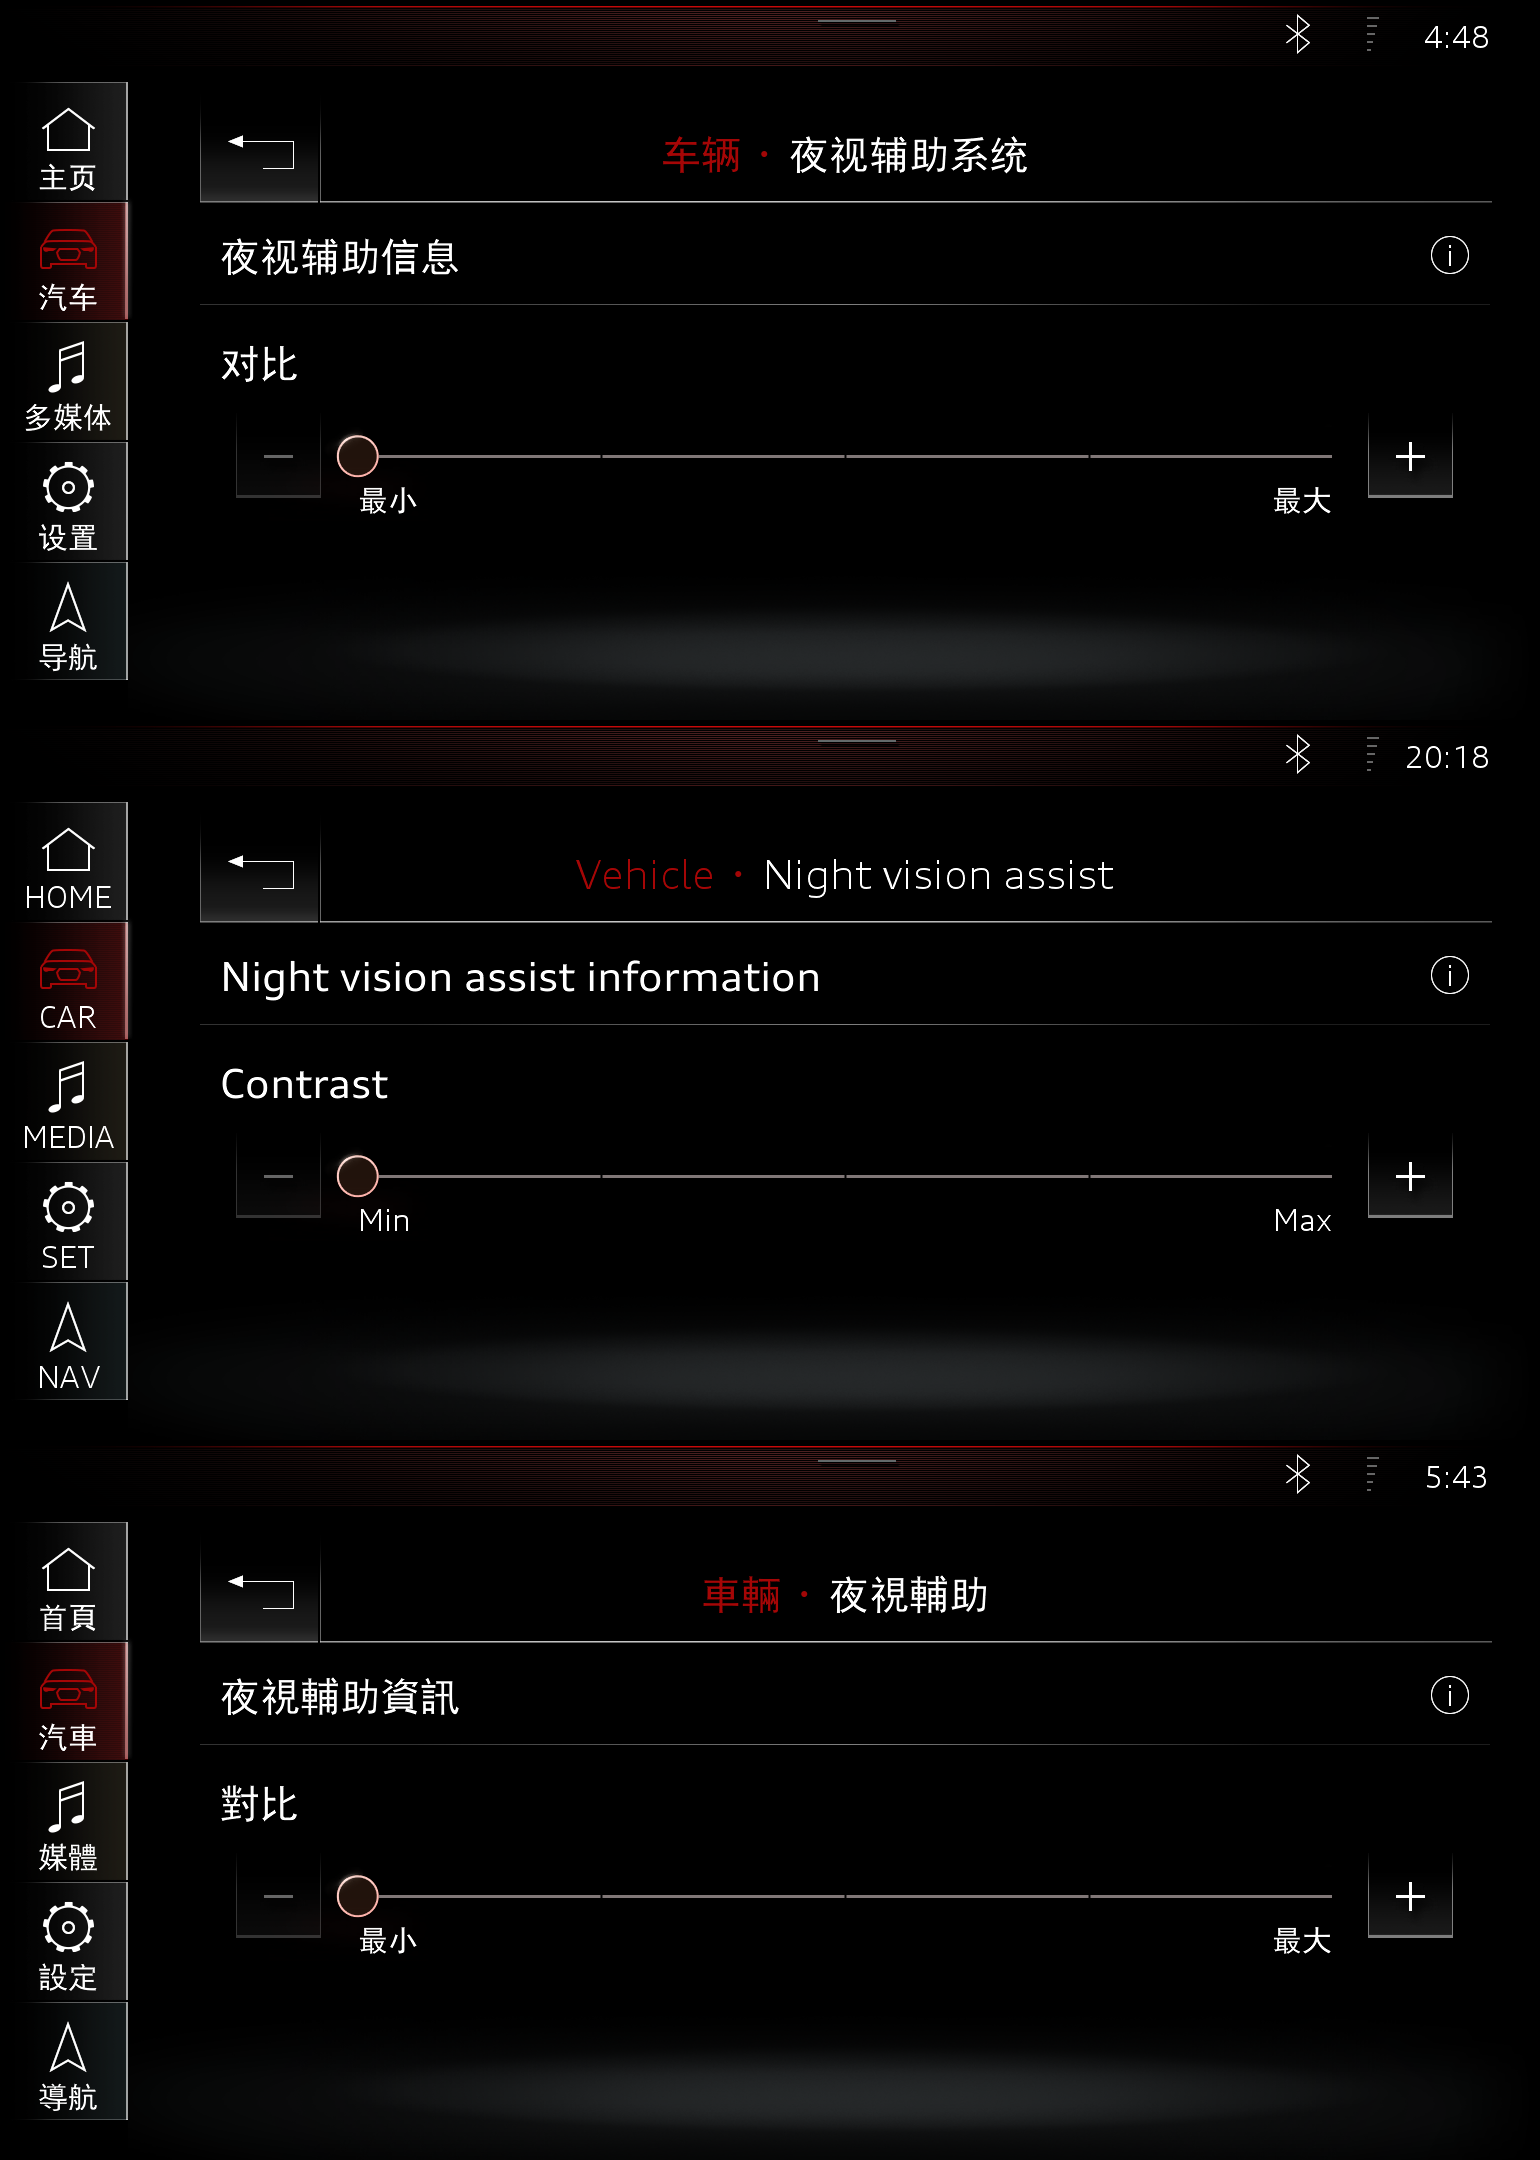 4:48
主页
车辆 · 夜视辅助系统
夜视辅助信息
汽车
对比
多媒体
最小
最大
设置
导航
20:18
HOME
Vehicle · Night vision assist
Night vision assist information
CAR
Contrast
MEDIA
Min
Max
SET
NAV
5:43
首頁
車輛 · 夜視輔助
夜視輔助資訊
汽車
對比
媒體
最小
最大
設定
導航